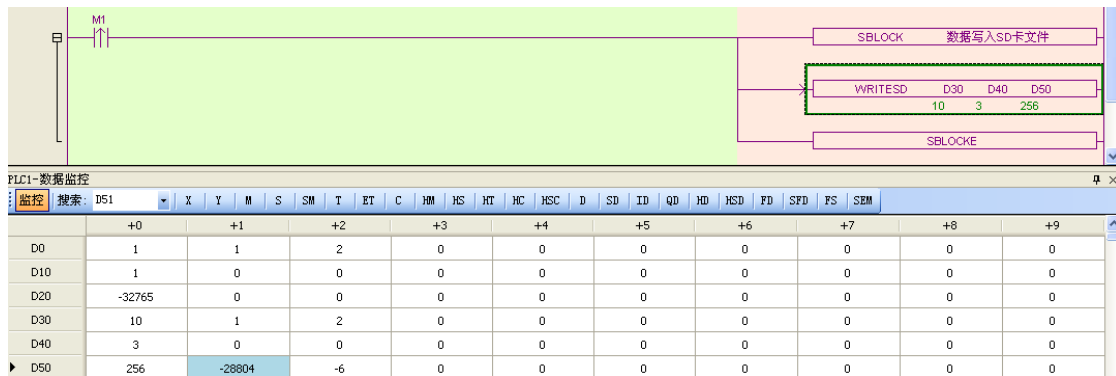 M1
SBLOCK 数据写入SD卡文件
WRITESD D30 D40 D50
10 3 256
SBLOCKE
PLC1-数据监控
监控 搜索: D51 X Y M S SM T ET C HM HS HT HC HSC D SD ID QD HD HSD FD SFD FS SEM
+0 +1 +2 +3 +4 +5 +6 +7 +8 +9
D0 1 1 2 0 0 0 0 0 0 0
D10 1 0 0 0 0 0 0 0 0 0
D20 -32765 0 0 0 0 0 0 0 0 0
D30 10 1 2 0 0 0 0 0 0 0
D40 3 0 0 0 0 0 0 0 0 0
D50 256 -28804 -6 0 0 0 0 0 0 0